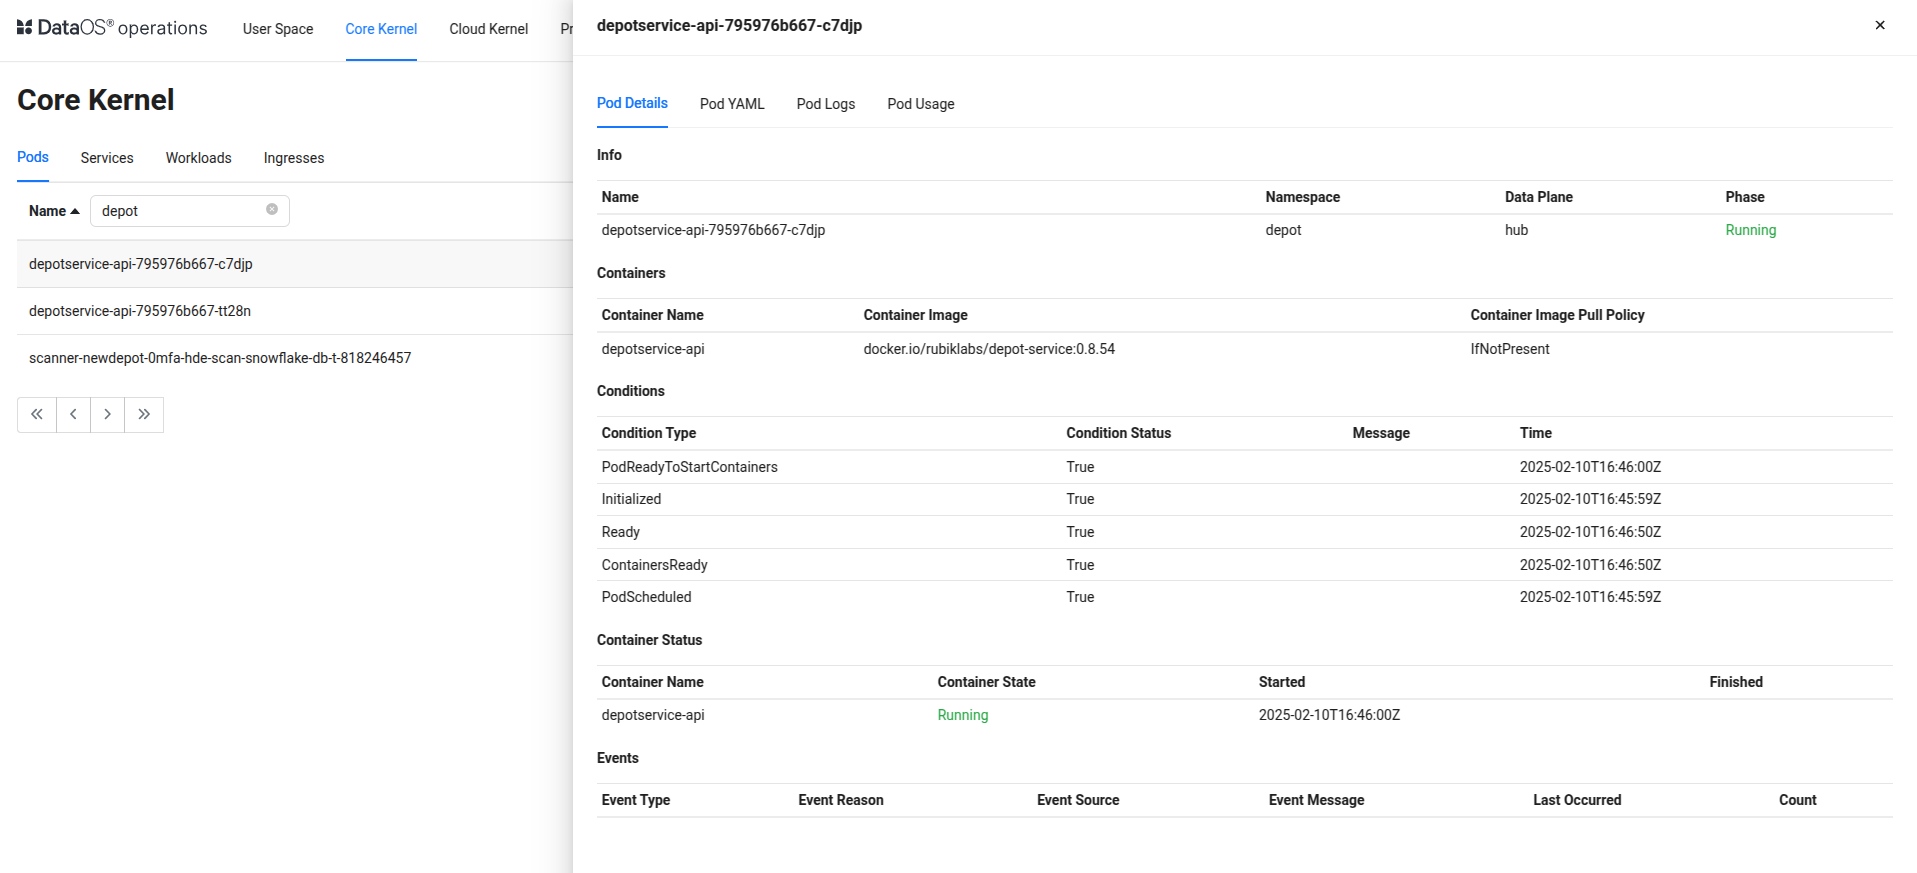 DataOS® operations User Space Core Kernel Cloud Kernel Pr
Core Kernel
Pods Services Workloads Ingresses
Name depot
depotservice-api-795976b667-c7djp
depotservice-api-795976b667-tt28n
scanner-newdepot-0mfa-hde-scan-snowflake-db-t-818246457
depotservice-api-795976b667-c7djp
Pod Details Pod YAML Pod Logs Pod Usage
Info
Name Namespace Data Plane Phase
depotservice-api-795976b667-c7djp depot hub Running
Containers
Container Name Container Image Container Image Pull Policy
depotservice-api docker.io/rubiklabs/depot-service:0.8.54 IfNotPresent
Conditions
Condition Type Condition Status Message Time
PodReadyToStartContainers True 2025-02-10T16:46:00Z
Initialized True 2025-02-10T16:45:59Z
Ready True 2025-02-10T16:46:50Z
ContainersReady True 2025-02-10T16:46:50Z
PodScheduled True 2025-02-10T16:45:59Z
Container Status
Container Name Container State Started Finished
depotservice-api Running 2025-02-10T16:46:00Z
Events
Event Type Event Reason Event Source Event Message Last Occurred Count